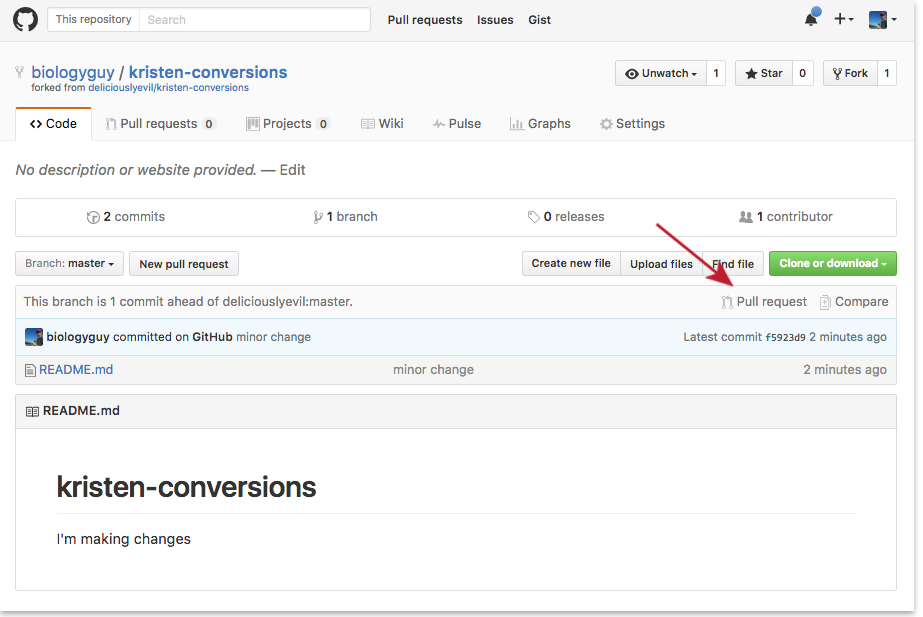 This repository Search Pull requests Issues Gist
biologyguy / kristen-conversions Unwatch 1 Star 0 Fork 1
forked from deliciouslyevil/kristen-conversions
Code Pull requests 0 Projects 0 Wiki Pulse Graphs Settings
No description or website provided. — Edit
2 commits 1 branch 0 releases 1 contributor
Branch: master New pull request Create new file Upload files Find file Clone or download
This branch is 1 commit ahead of deliciouslyevil:master. Pull request Compare
biologyguy committed on GitHub minor change Latest commit f5923d9 2 minutes ago
README.md minor change 2 minutes ago
README.md
kristen-conversions
I'm making changes